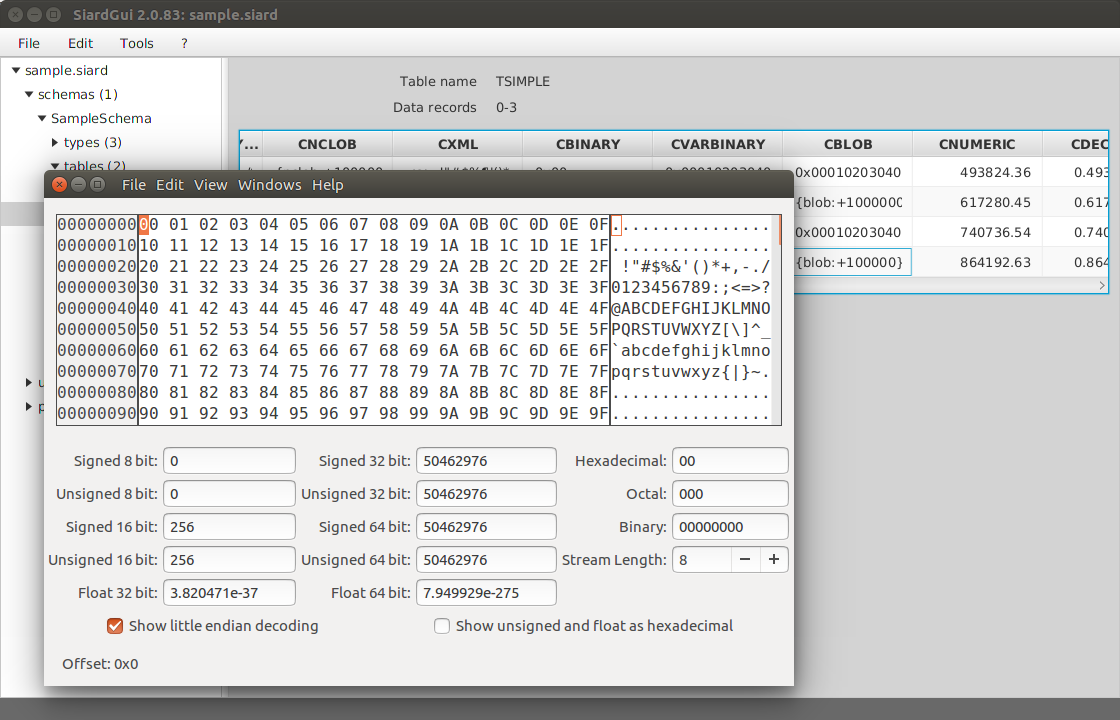 SiardGui 2.0.83: sample.siard
File Edit Tools ?
sample.siard
schemas (1)
SampleSchema
types (3)
tables (2)
Table name TSIMPLE
Data records 0-3
CNCLOB CXML CBINARY CVARBINARY CBLOB CNUMERIC CDEC
0x00010203040 493824.36 0.493
{blob:+1000000 617280.45 0.617
0x00010203040 740736.54 0.740
{blob:+100000} 864192.63 0.864
File Edit View Windows Help
00000000 00 01 02 03 04 05 06 07 08 09 0A 0B 0C 0D 0E 0F ................
00000010 10 11 12 13 14 15 16 17 18 19 1A 1B 1C 1D 1E 1F ................
00000020 20 21 22 23 24 25 26 27 28 29 2A 2B 2C 2D 2E 2F  !"#$%&'()*+,-./
00000030 30 31 32 33 34 35 36 37 38 39 3A 3B 3C 3D 3E 3F 0123456789:;<=>?
00000040 40 41 42 43 44 45 46 47 48 49 4A 4B 4C 4D 4E 4F @ABCDEFGHIJKLMNO
00000050 50 51 52 53 54 55 56 57 58 59 5A 5B 5C 5D 5E 5F PQRSTUVWXYZ[\]^_
00000060 60 61 62 63 64 65 66 67 68 69 6A 6B 6C 6D 6E 6F `abcdefghijklmno
00000070 70 71 72 73 74 75 76 77 78 79 7A 7B 7C 7D 7E 7F pqrstuvwxyz{|}~.
00000080 80 81 82 83 84 85 86 87 88 89 8A 8B 8C 8D 8E 8F ................
00000090 90 91 92 93 94 95 96 97 98 99 9A 9B 9C 9D 9E 9F ................
Signed 8 bit: 0 Signed 32 bit: 50462976 Hexadecimal: 00
Unsigned 8 bit: 0 Unsigned 32 bit: 50462976 Octal: 000
Signed 16 bit: 256 Signed 64 bit: 50462976 Binary: 00000000
Unsigned 16 bit: 256 Unsigned 64 bit: 50462976 Stream Length: 8 − +
Float 32 bit: 3.820471e-37 Float 64 bit: 7.949929e-275
Show little endian decoding Show unsigned and float as hexadecimal
Offset: 0x0